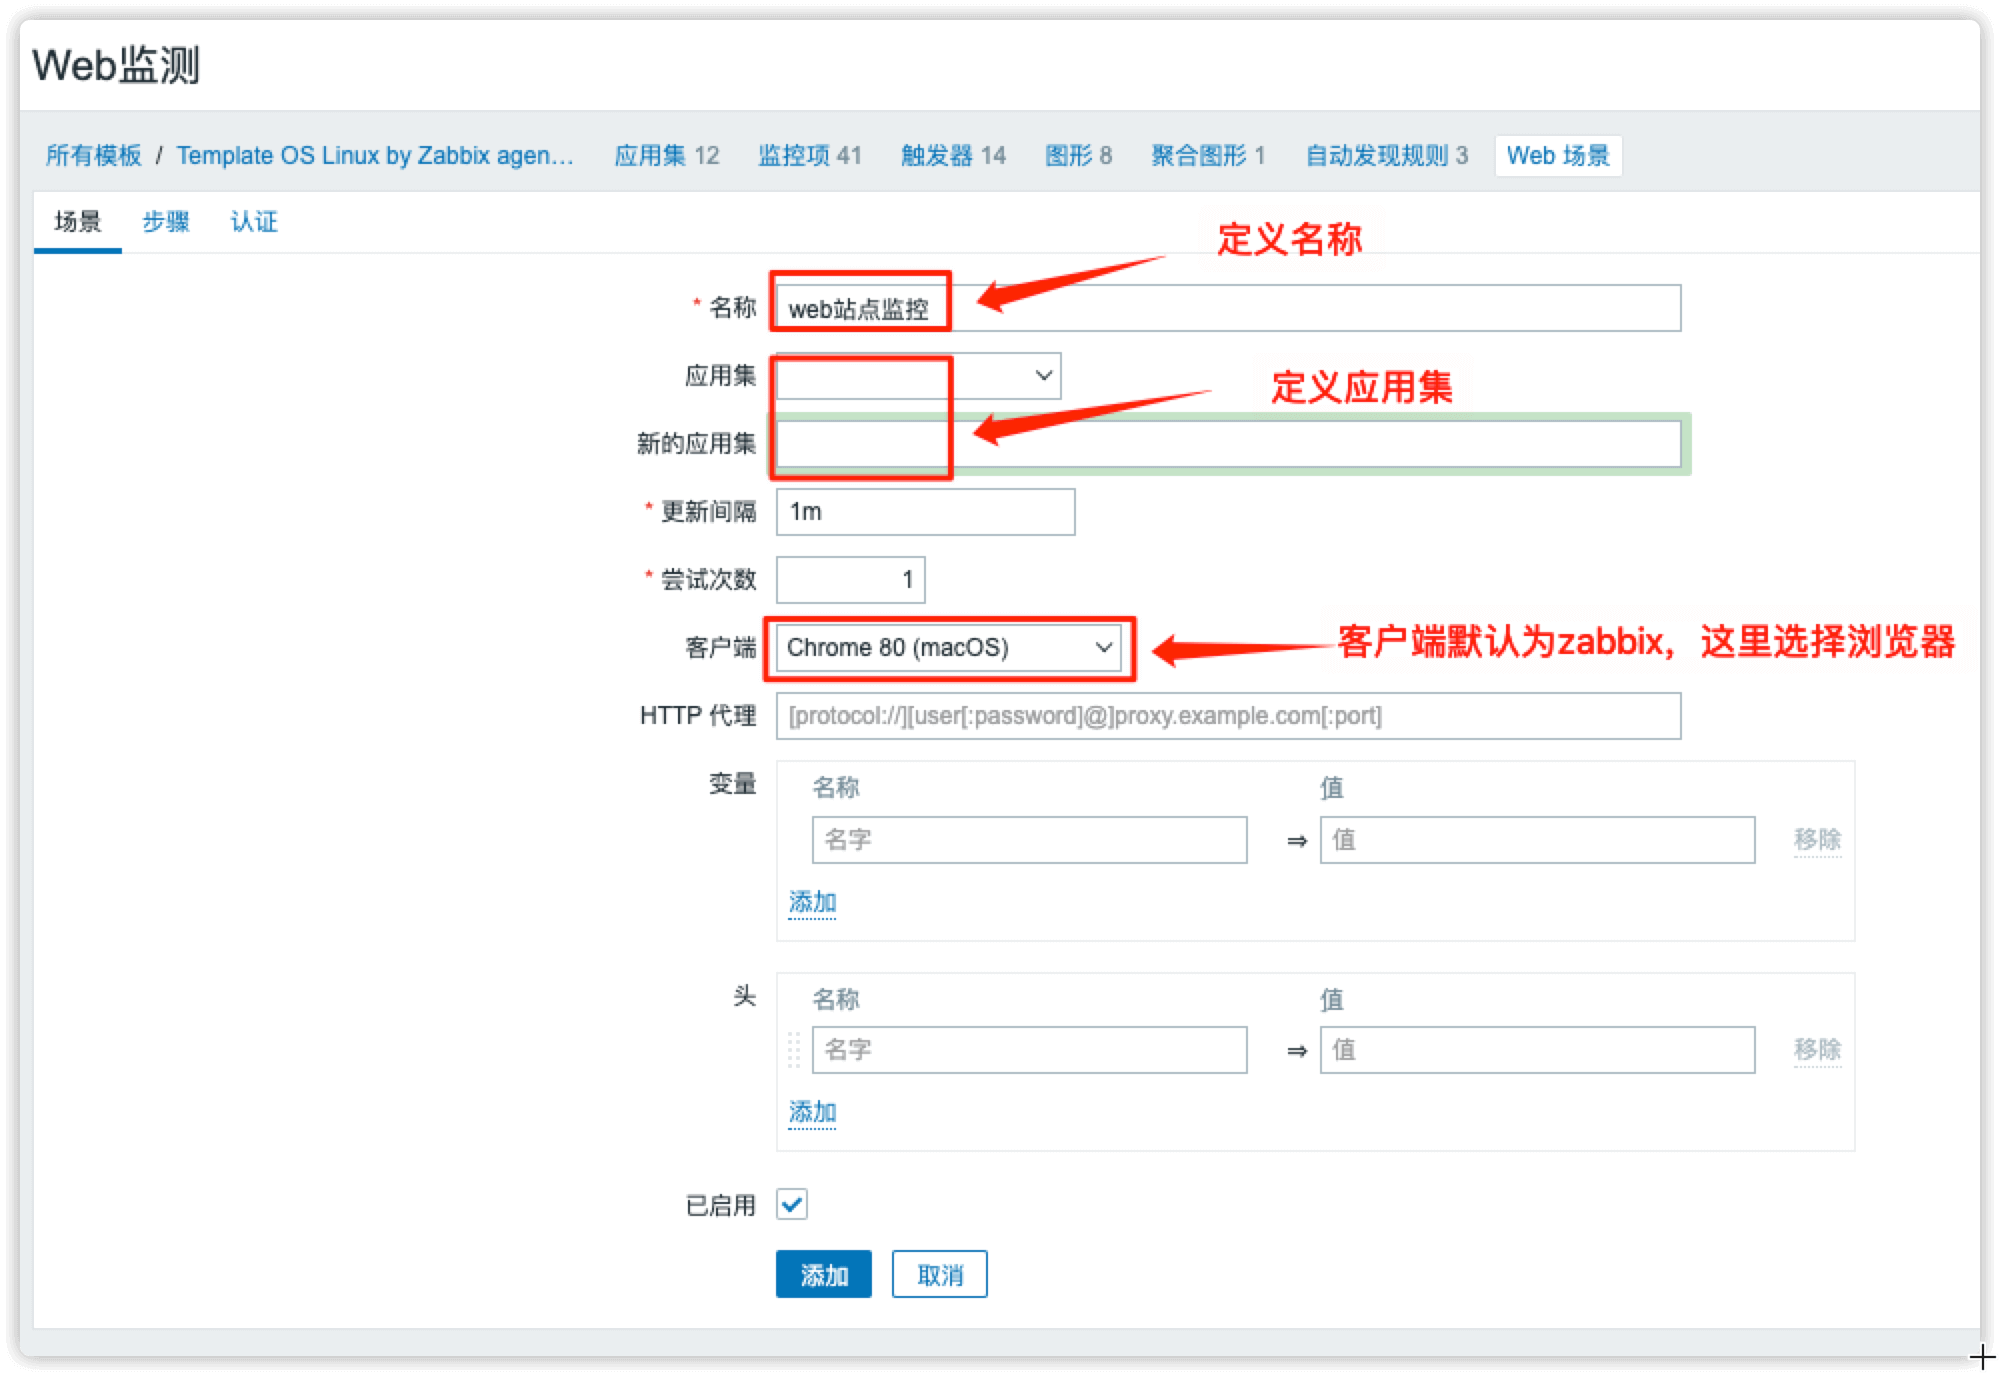 Web监测
所有模板 / Template OS Linux by Zabbix agen... 应用集 12 监控项 41 触发器 14 图形 8 聚合图形 1 自动发现规则 3 Web 场景
场景 步骤 认证
定义名称
* 名称 web站点监控
应用集
定义应用集
新的应用集
* 更新间隔 1m
* 尝试次数 1
客户端 Chrome 80 (macOS) 客户端默认为zabbix，这里选择浏览器
HTTP 代理 [protocol://][user[:password]@]proxy.example.com[:port]
变量 名称 值
名字 ⇒ 值 移除
添加
头 名称 值
名字 ⇒ 值 移除
添加
已启用
添加 取消